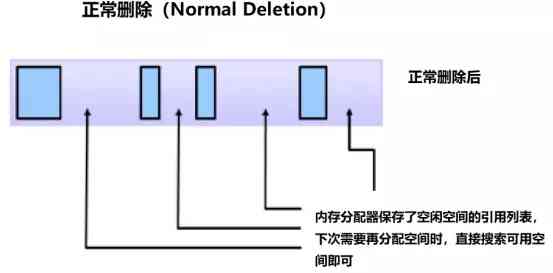 正常删除（Normal Deletion）
正常删除后
内存分配器保存了空闲空间的引用列表，
下次需要再分配空间时，直接搜索可用空
间即可